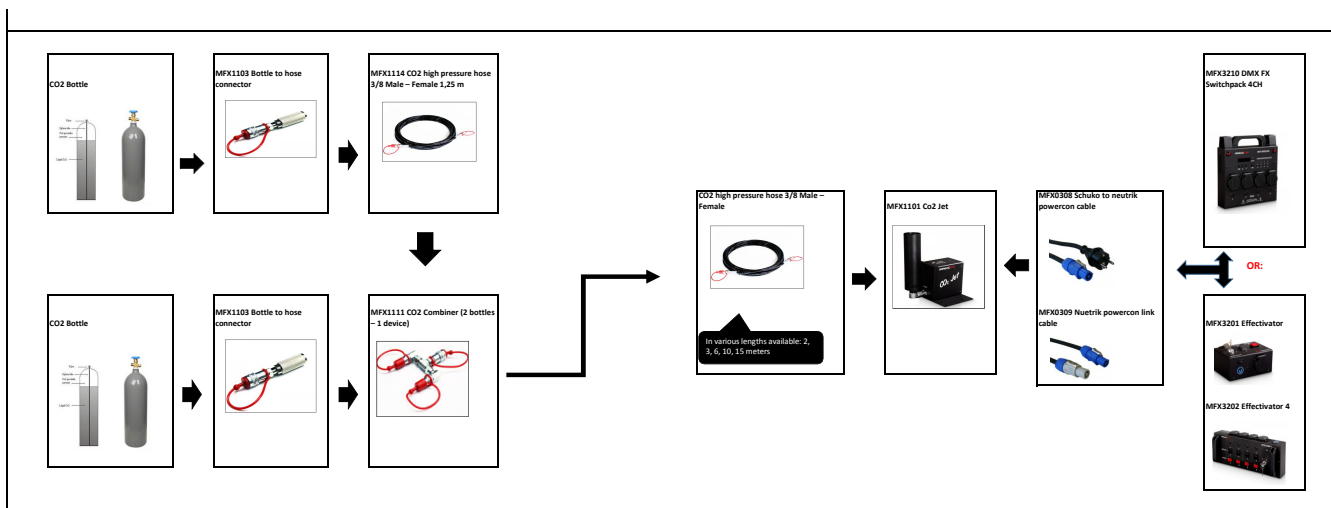 CO2 Bottle
MFX1103 Bottle to hose
connector
MFX1114 CO2 high pressure hose
3/8 Male – Female 1,25 m
CO2 Bottle
MFX1103 Bottle to hose
connector
MFX1111 CO2 Combiner (2 bottles
– 1 device)
CO2 high pressure hose 3/8 Male –
Female
In various lengths available: 2,
3, 6, 10, 15 meters
MFX1101 Co2 Jet
CO2 Jet
MFX0308 Schuko to neutrik
powercon cable
MFX0309 Nuetrik powercon link
cable
MFX3210 DMX FX
Switchpack 4CH
OR:
MFX3201 Effectivator
MFX3202 Effectivator 4